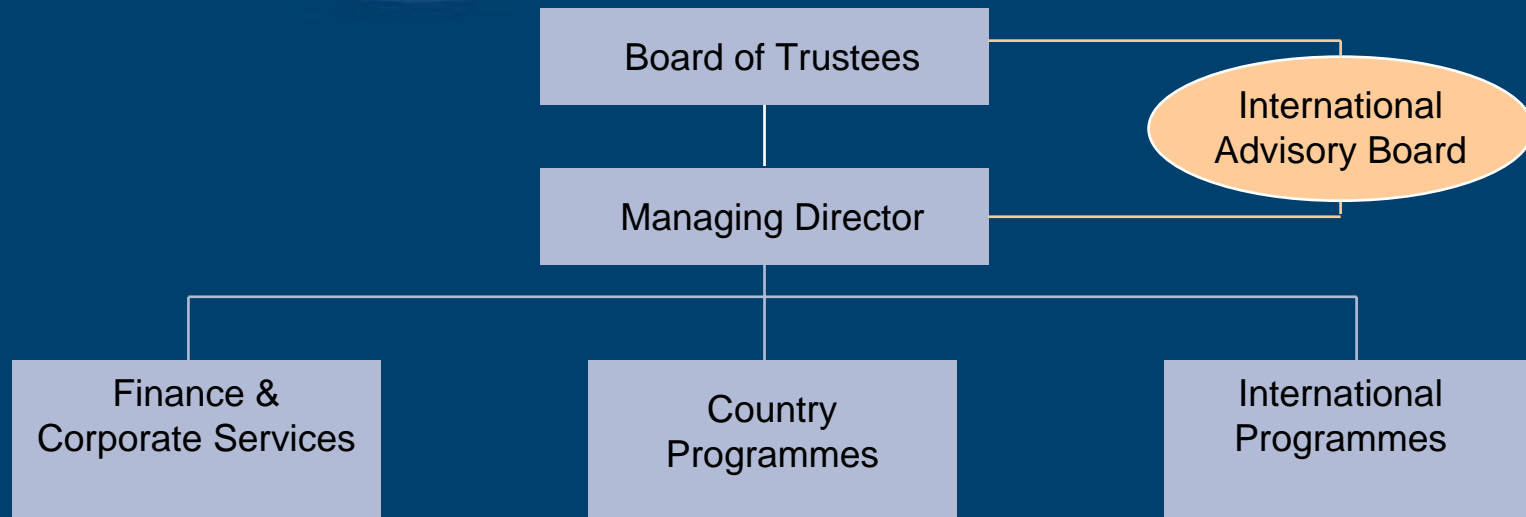 Board of Trustees
International
Advisory Board
Managing Director
Finance &
Corporate Services
Country
Programmes
International
Programmes